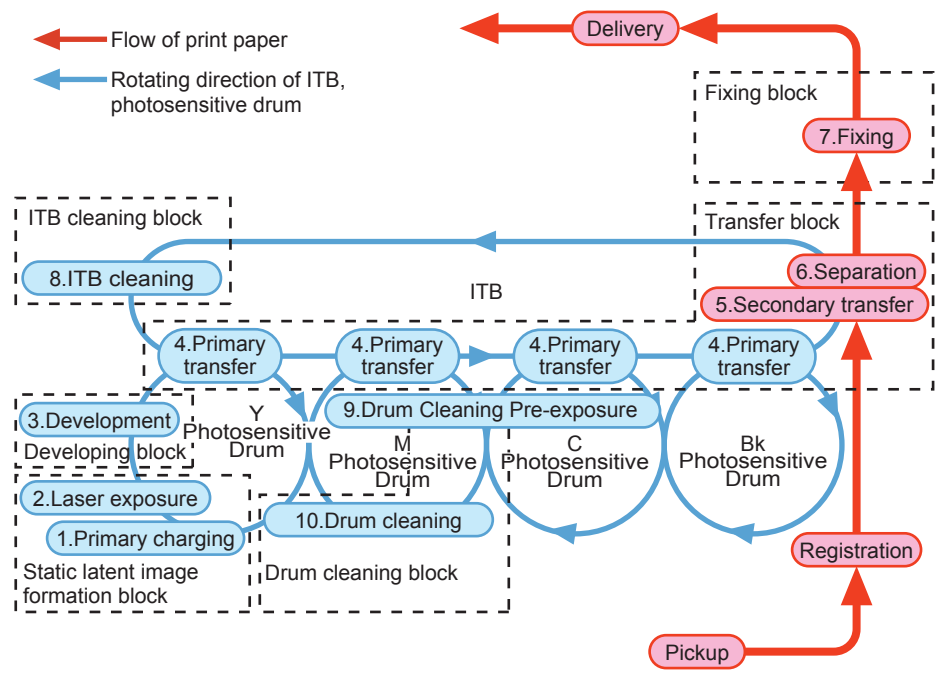 Flow of print paper
Rotating direction of ITB,
photosensitive drum
Delivery
Fixing block
7.Fixing
ITB cleaning block
8.ITB cleaning
Transfer block
6.Separation
5.Secondary transfer
ITB
4.Primary
transfer
4.Primary
transfer
4.Primary
transfer
4.Primary
transfer
3.Development
Developing block
Y
Photosensitive
Drum
9.Drum Cleaning Pre-exposure
M
Photosensitive
Drum
C
Photosensitive
Drum
Bk
Photosensitive
Drum
2.Laser exposure
1.Primary charging
Static latent image
formation block
10.Drum cleaning
Drum cleaning block
Registration
Pickup